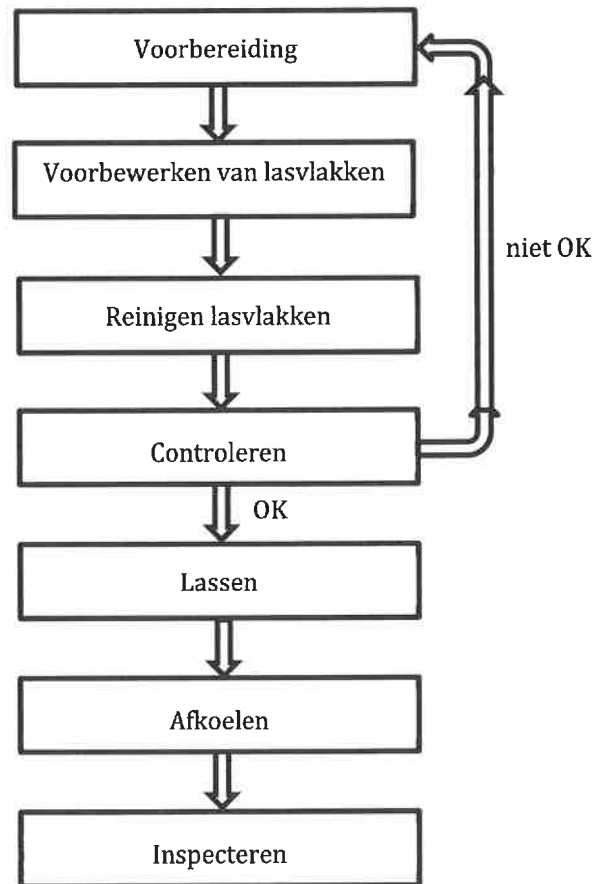 Voorbereiding
Voorbewerken van lasvlakken
niet OK
Reinigen lasvlakken
Controleren
OK
Lassen
Afkoelen
Inspecteren